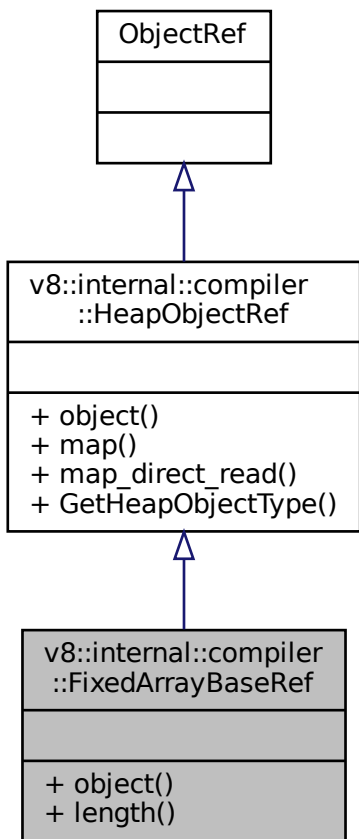 ObjectRef
v8::internal::compiler
::HeapObjectRef
+ object()
+ map()
+ map_direct_read()
+ GetHeapObjectType()
v8::internal::compiler
::FixedArrayBaseRef
+ object()
+ length()